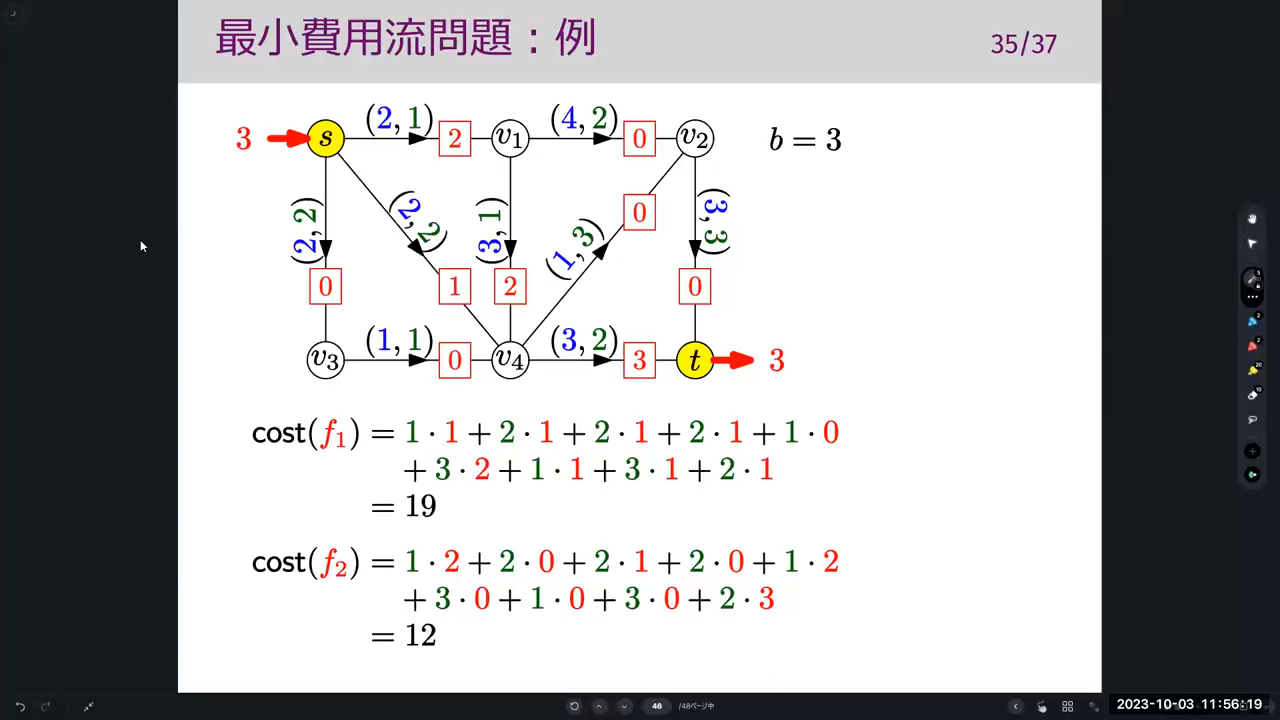 最小費用流問題：例
35/37
3 s (2, 1) 2 v1 (4, 2) 0 v2 b = 3
(2, 2) (2, 2) (3, 1) (1, 3) 0 (3, 3)
0 1 2 0
v3 (1, 1) 0 v4 (3, 2) 3 t 3
cost(f1) = 1 · 1 + 2 · 1 + 2 · 1 + 2 · 1 + 1 · 0
+ 3 · 2 + 1 · 1 + 3 · 1 + 2 · 1
= 19
cost(f2) = 1 · 2 + 2 · 0 + 2 · 1 + 2 · 0 + 1 · 2
+ 3 · 0 + 1 · 0 + 3 · 0 + 2 · 3
= 12
46 /48ページ中
2023-10-03 11:56:19